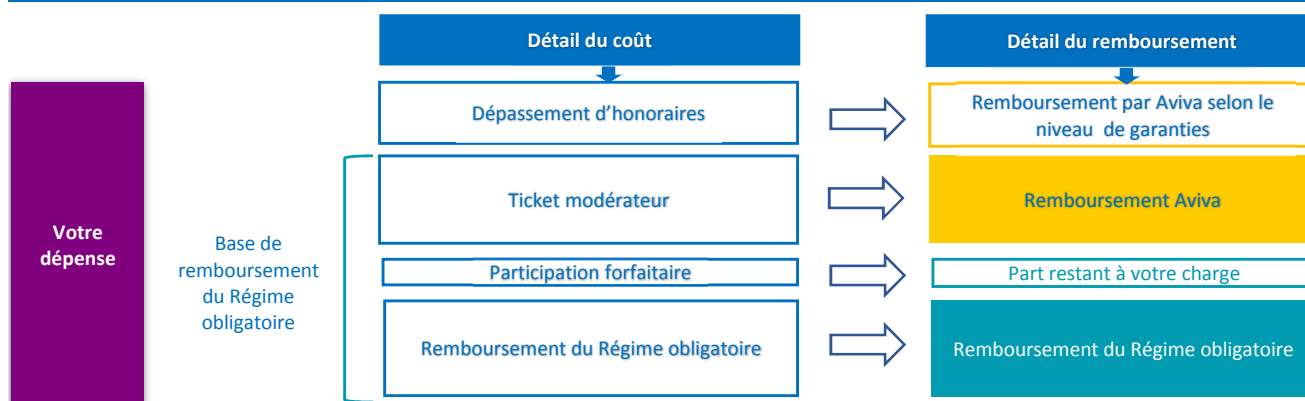 Détail du coût
Détail du remboursement
Dépassement d’honoraires
Remboursement par Aviva selon le
niveau de garanties
Votre
dépense
Base de
remboursement
du Régime
obligatoire
Ticket modérateur
Remboursement Aviva
Participation forfaitaire
Part restant à votre charge
Remboursement du Régime obligatoire
Remboursement du Régime obligatoire